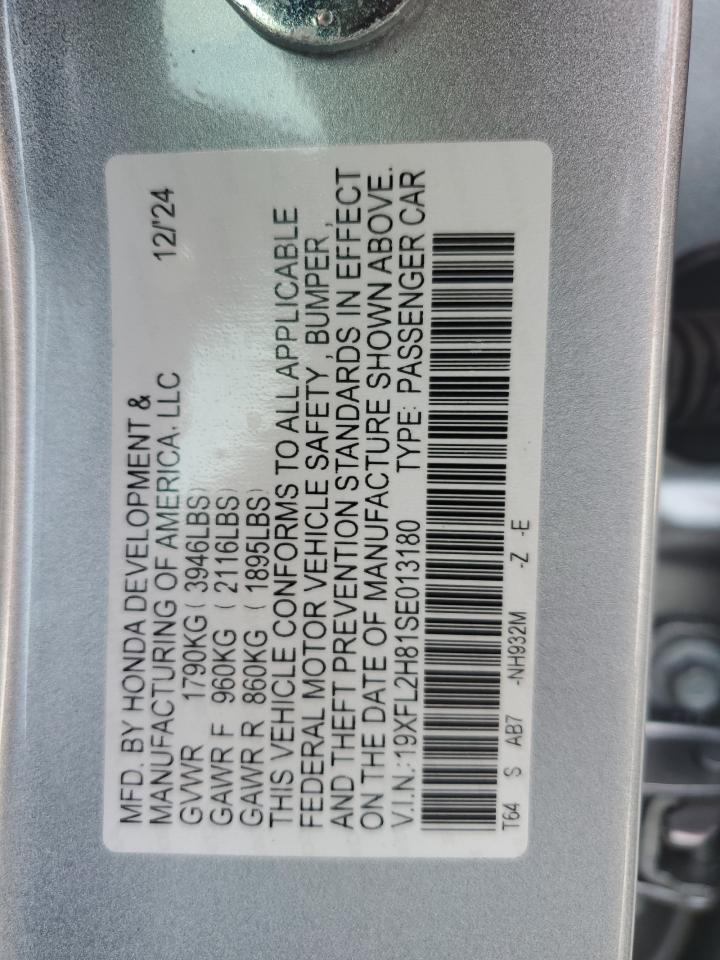 MFD. BY HONDA DEVELOPMENT &
MANUFACTURING OF AMERICA, LLC 12/'24
GVWR 1790KG (3946LBS)
GAWR F 960KG (2116LBS)
GAWR R 860KG (1895LBS)
THIS VEHICLE CONFORMS TO ALL APPLICABLE
FEDERAL MOTOR VEHICLE SAFETY, BUMPER,
AND THEFT PREVENTION STANDARDS IN EFFECT
ON THE DATE OF MANUFACTURE SHOWN ABOVE.
V.I.N.:19XFL2H81SE013180 TYPE: PASSENGER CAR
T64 S AB7 -NH932M -Z -E